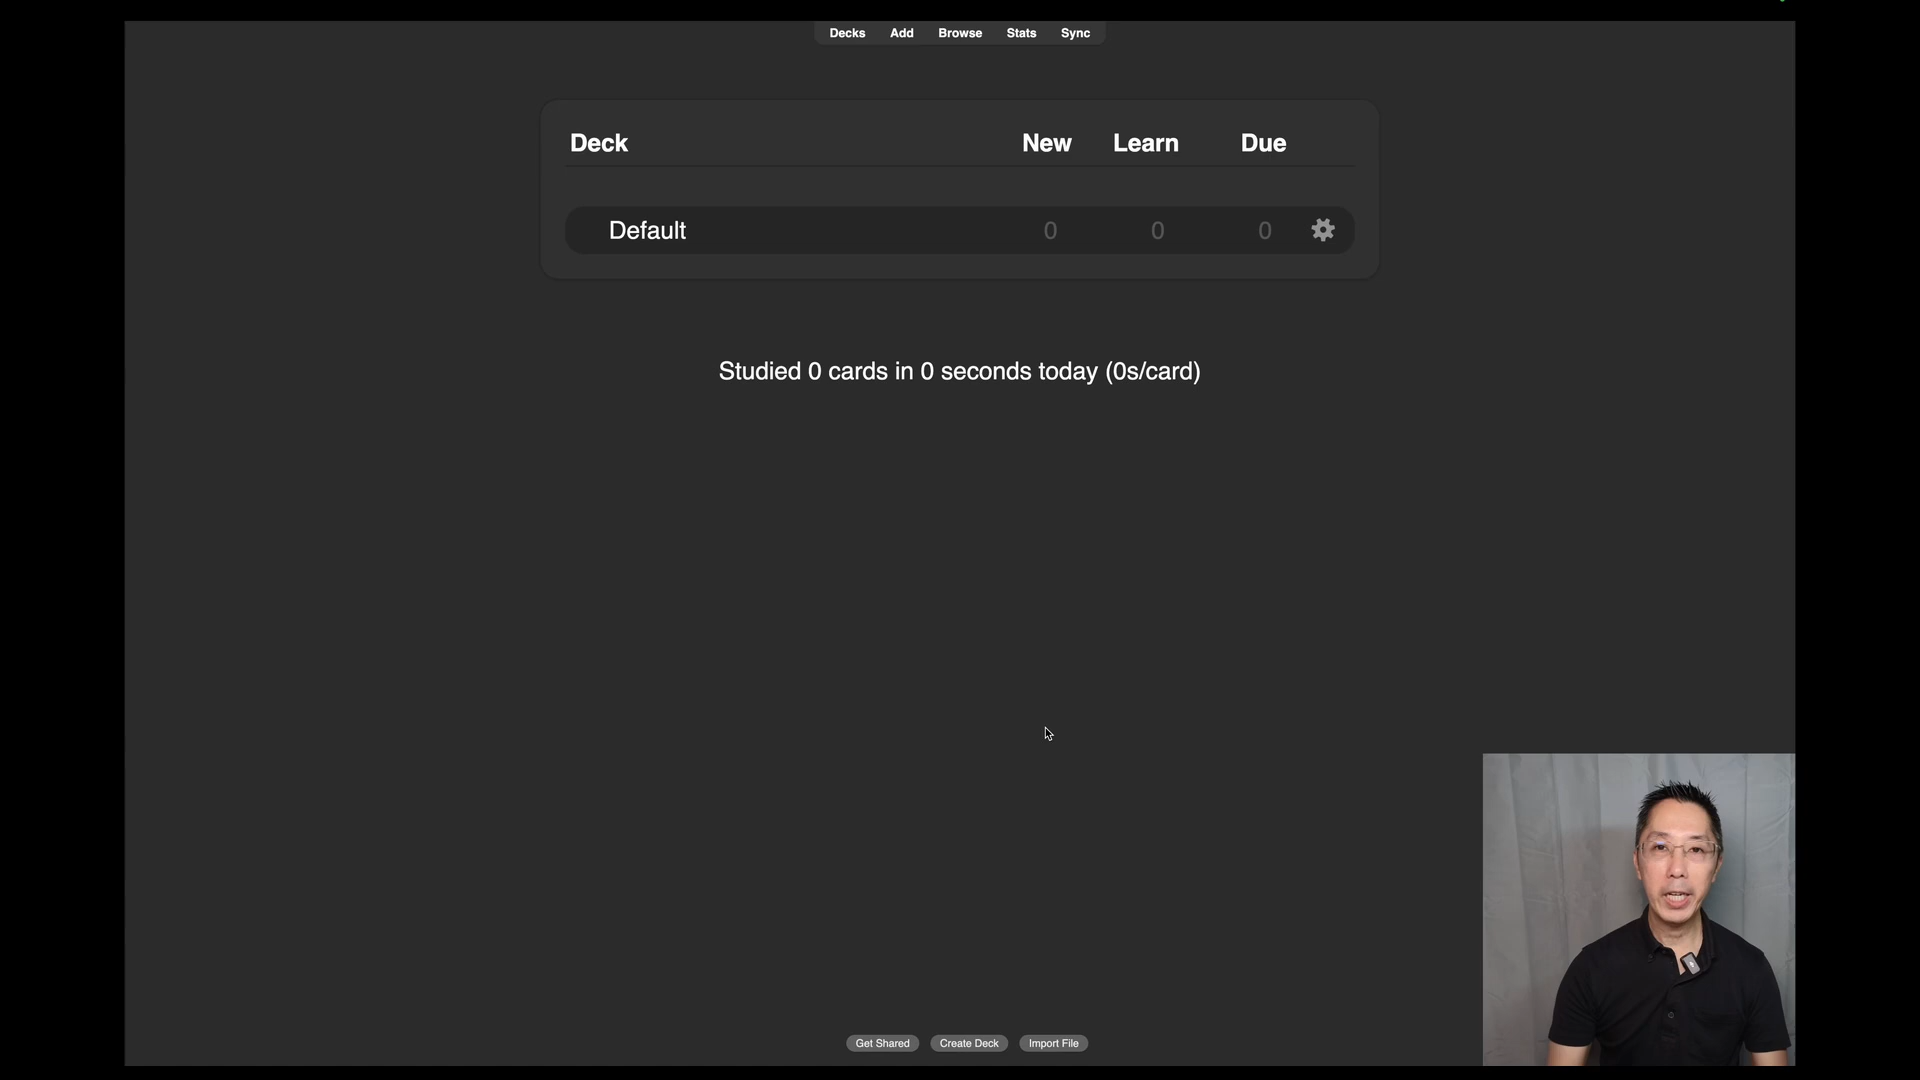 Decks Add Browse Stats Sync
Deck New Learn Due
Default 0 0 0
Studied 0 cards in 0 seconds today (0s/card)
Get Shared Create Deck Import File